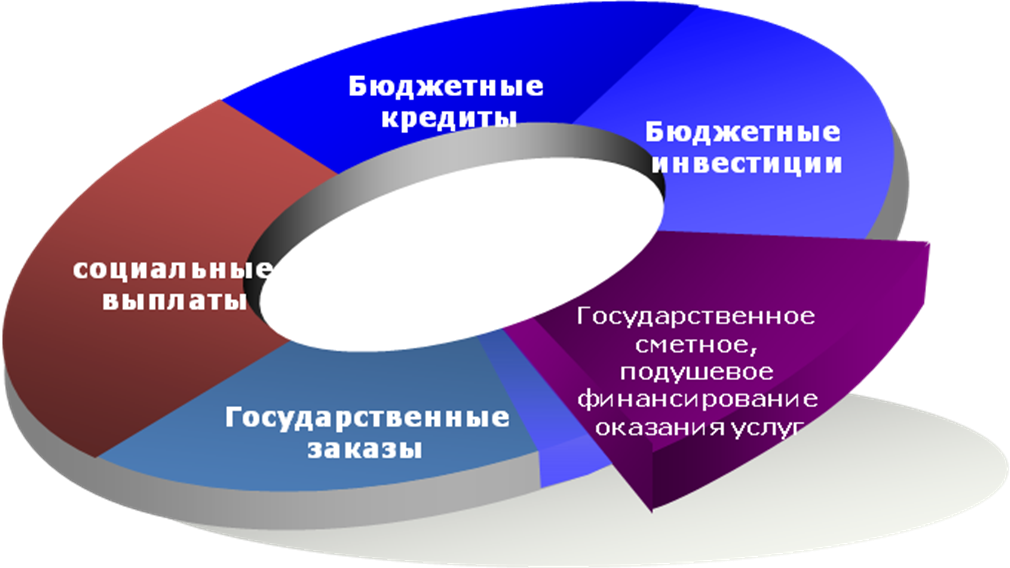 Бюджетные
кредиты
Бюджетные
инвестиции
социальные
выплаты
Государственное
сметное,
подушевое
финансирование
оказания услуг
Государственные
заказы